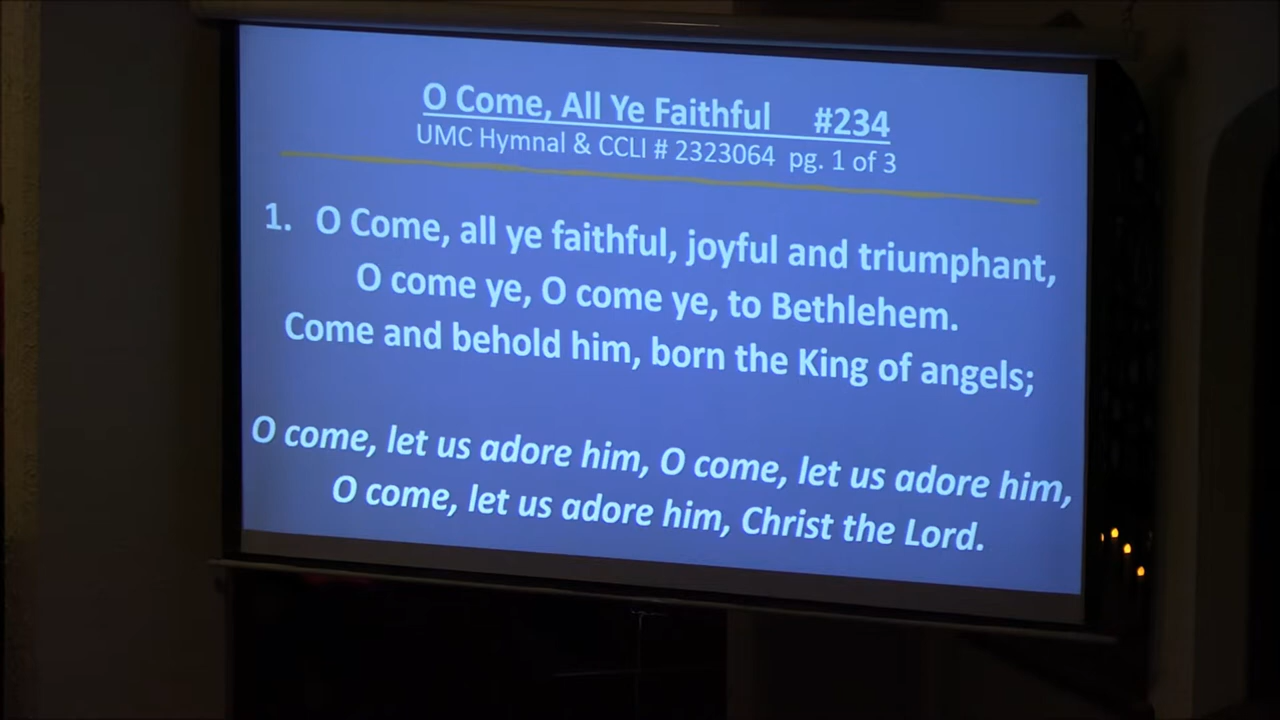 O Come, All Ye Faithful #234
UMC Hymnal & CCLI # 2323064 pg. 1 of 3
1. O Come, all ye faithful, joyful and triumphant,
O come ye, O come ye, to Bethlehem.
Come and behold him, born the King of angels;
O come, let us adore him, O come, let us adore him,
O come, let us adore him, Christ the Lord.